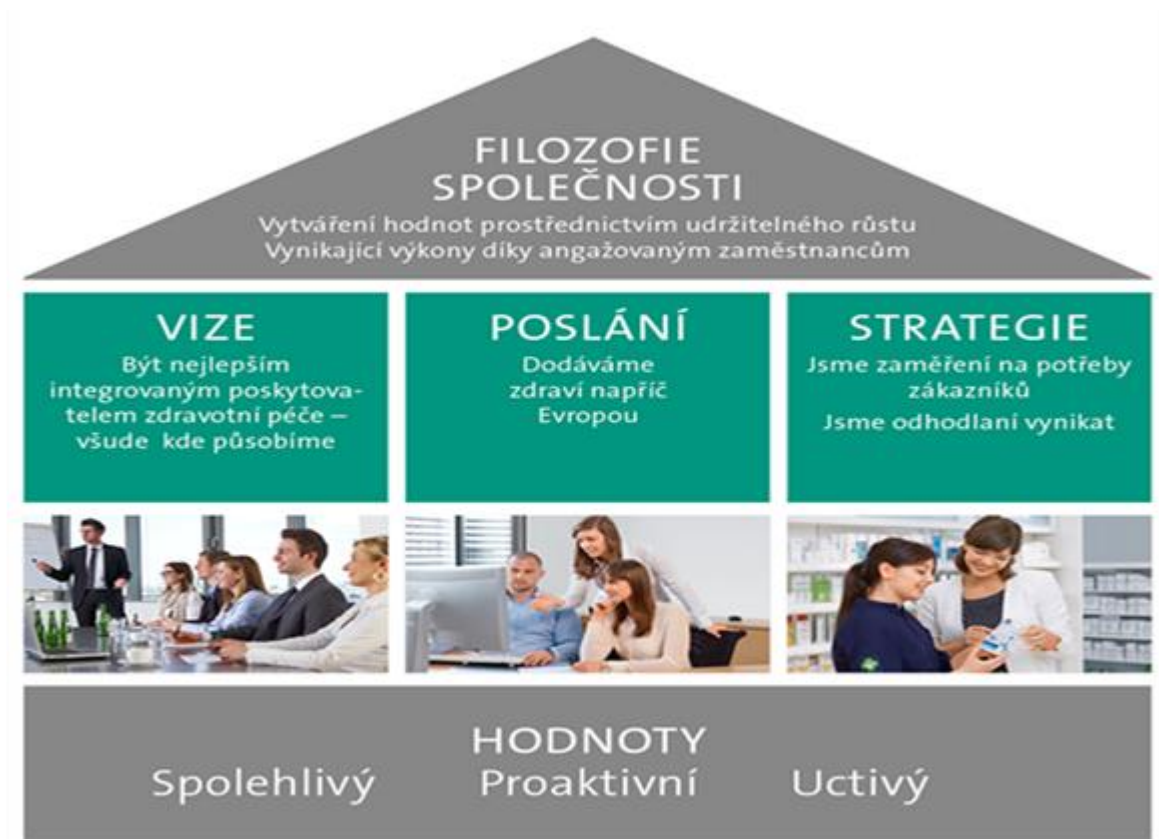 FILOZOFIE
SPOLEČNOSTI
Vytváření hodnot prostřednictvím udržitelného růstu
Vynikající výkony díky angažovaným zaměstnancům
VIZE
Být nejlepším
integrovaným poskytova-
telem zdravotní péče –
všude kde působíme
POSLÁNÍ
Dodáváme
zdraví napříč
Evropou
STRATEGIE
Jsme zaměření na potřeby
zákazníků
Jsme odhodlaní vynikat
HODNOTY
Spolehlivý Proaktivní Uctivý